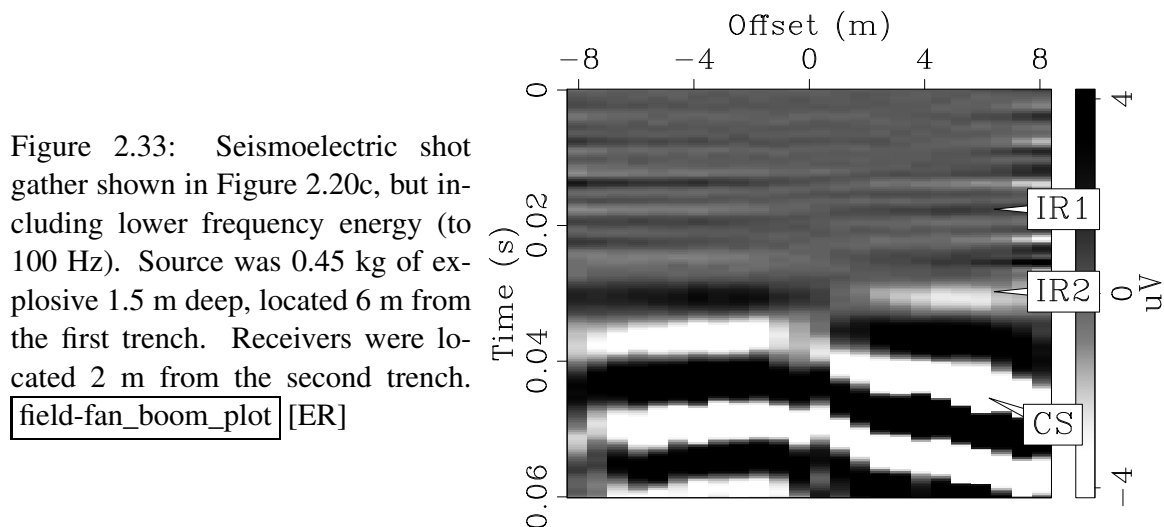 Figure 2.33: Seismoelectric shot
gather shown in Figure 2.20c, but in-
cluding lower frequency energy (to
100 Hz). Source was 0.45 kg of ex-
plosive 1.5 m deep, located 6 m from
the first trench. Receivers were lo-
cated 2 m from the second trench.
field-fan_boom_plot [ER]
Offset (m)
−8 −4 0 4 8
Time (s)
0
0.02
0.04
0.06
IR1
IR2
CS
4
0
−4
uV